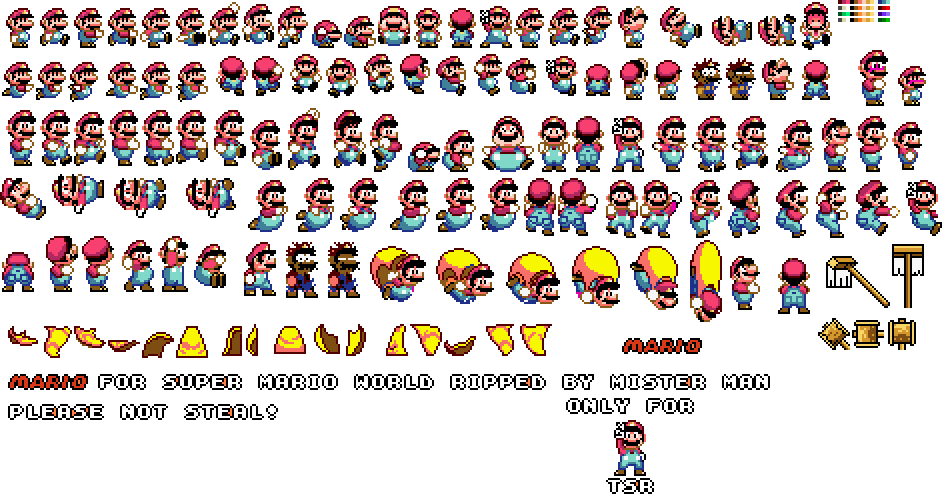 MARIO
MARIO FOR SUPER MARIO WORLD RIPPED BY MISTER MAN
PLEASE NOT STEAL!
ONLY FOR
TSR